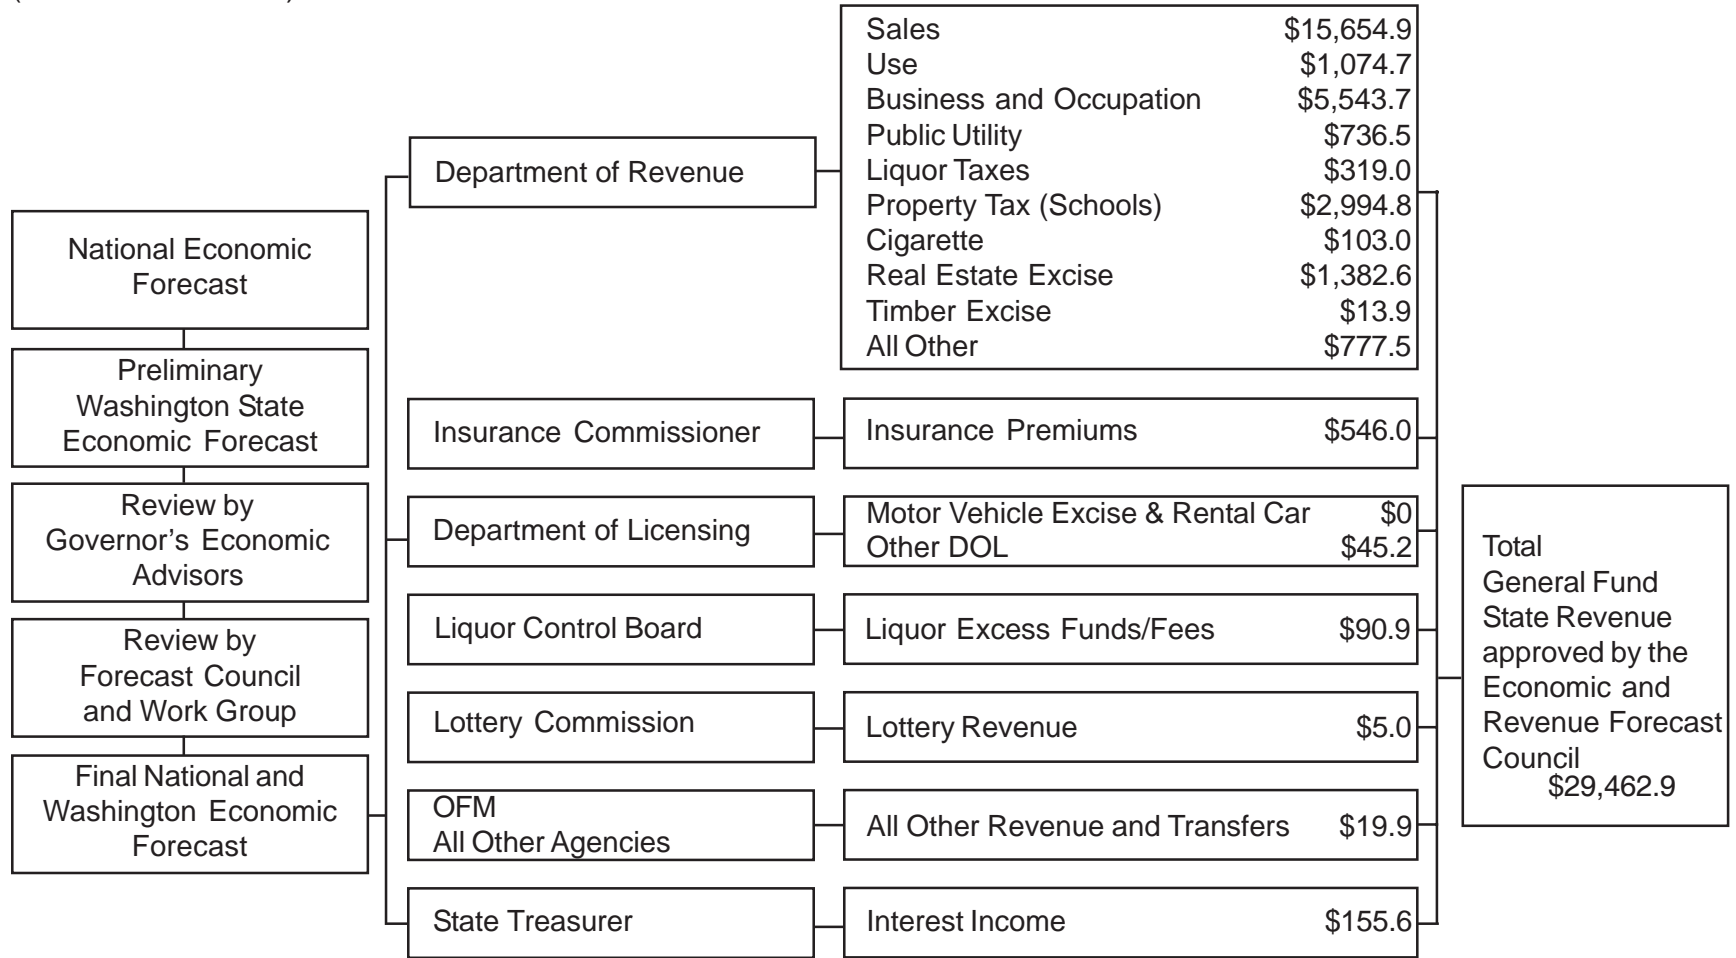 National Economic
Forecast
Preliminary
Washington State
Economic Forecast
Review by
Governor’s Economic
Advisors
Review by
Forecast Council
and Work Group
Final National and
Washington Economic
Forecast
Department of Revenue
Sales $15,654.9
Use $1,074.7
Business and Occupation $5,543.7
Public Utility $736.5
Liquor Taxes $319.0
Property Tax (Schools) $2,994.8
Cigarette $103.0
Real Estate Excise $1,382.6
Timber Excise $13.9
All Other $777.5
Insurance Commissioner
Insurance Premiums $546.0
Department of Licensing
Motor Vehicle Excise & Rental Car $0
Other DOL $45.2
Liquor Control Board
Liquor Excess Funds/Fees $90.9
Lottery Commission
Lottery Revenue $5.0
OFM
All Other Agencies
All Other Revenue and Transfers $19.9
State Treasurer
Interest Income $155.6
Total
General Fund
State Revenue
approved by the
Economic and
Revenue Forecast
Council
$29,462.9